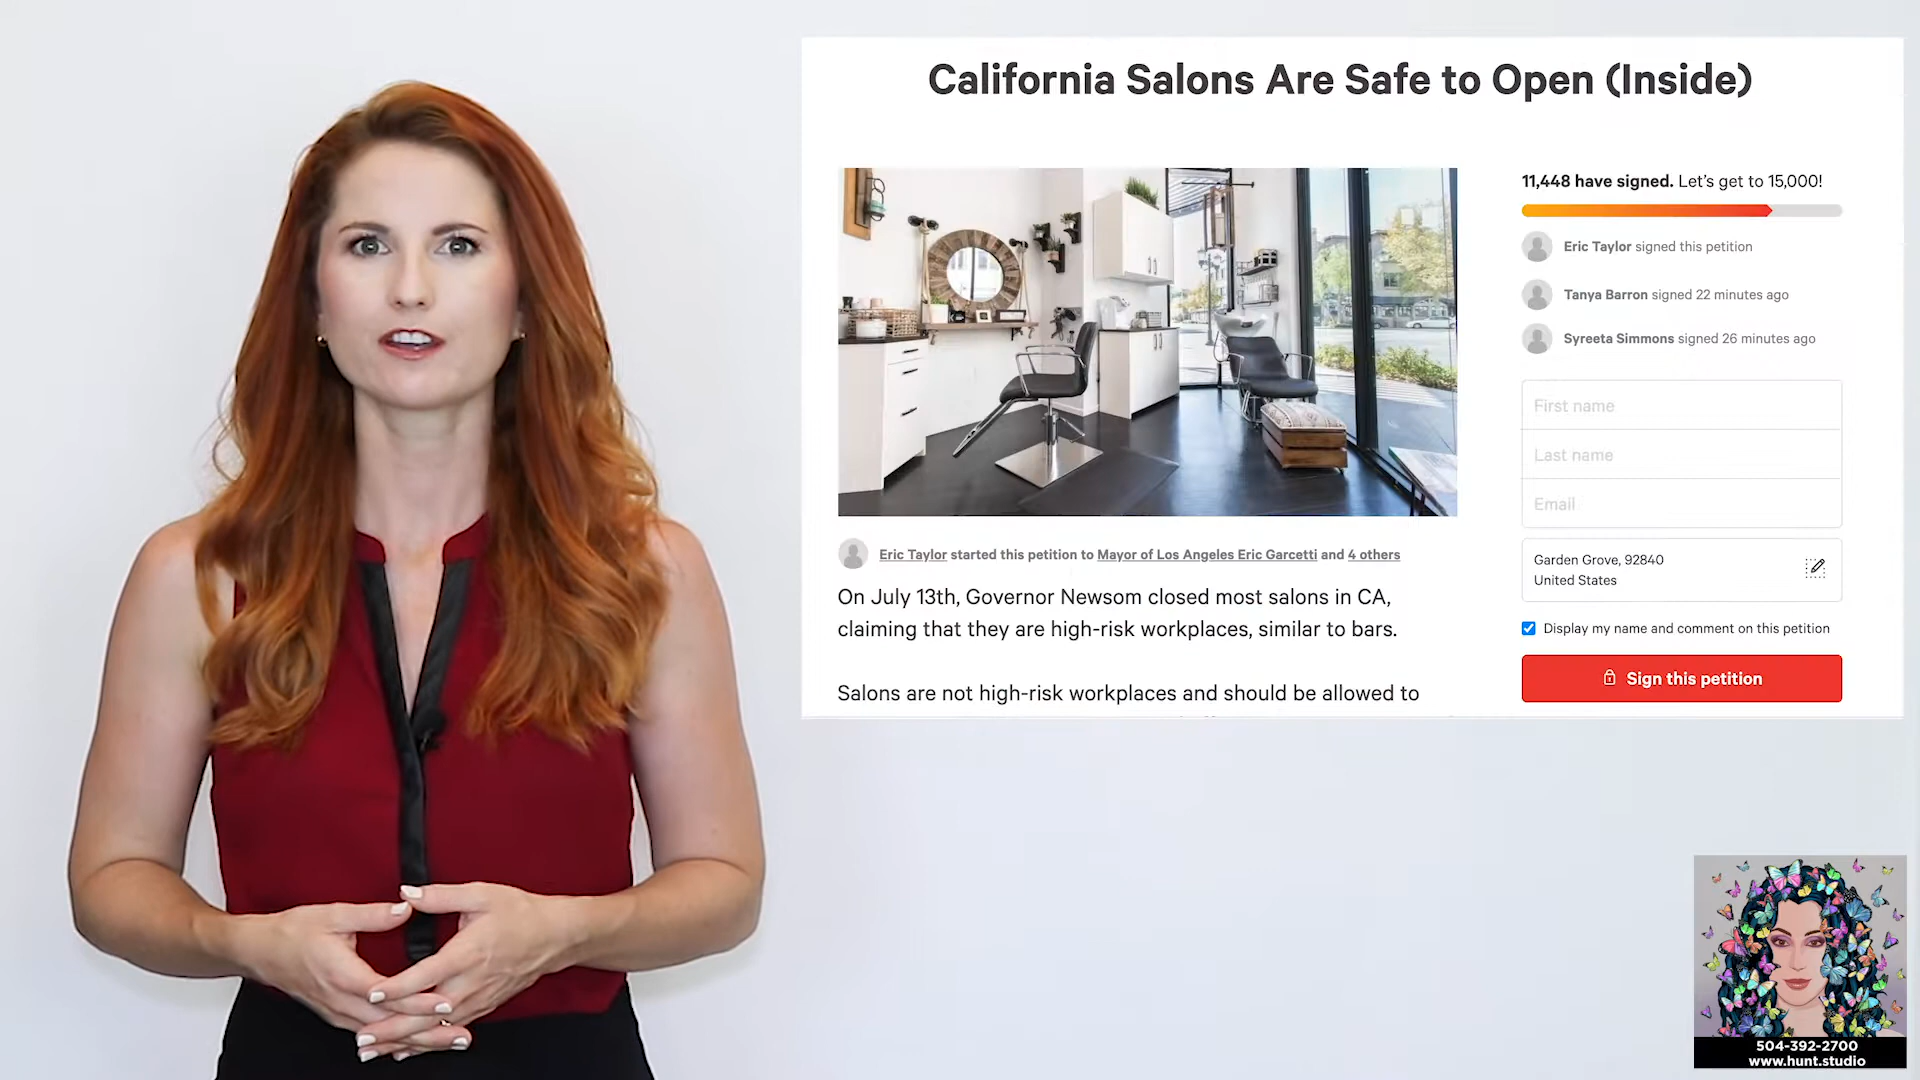 California Salons Are Safe to Open (Inside)
11,448 have signed. Let's get to 15,000!
Eric Taylor signed this petition
Tanya Barron signed 22 minutes ago
Syreeta Simmons signed 26 minutes ago
First name
Last name
Email
Garden Grove, 92840
United States
Display my name and comment on this petition
Sign this petition
Eric Taylor started this petition to Mayor of Los Angeles Eric Garcetti and 4 others
On July 13th, Governor Newsom closed most salons in CA,
claiming that they are high-risk workplaces, similar to bars.
Salons are not high-risk workplaces and should be allowed to
504-392-2700
www.hunt.studio